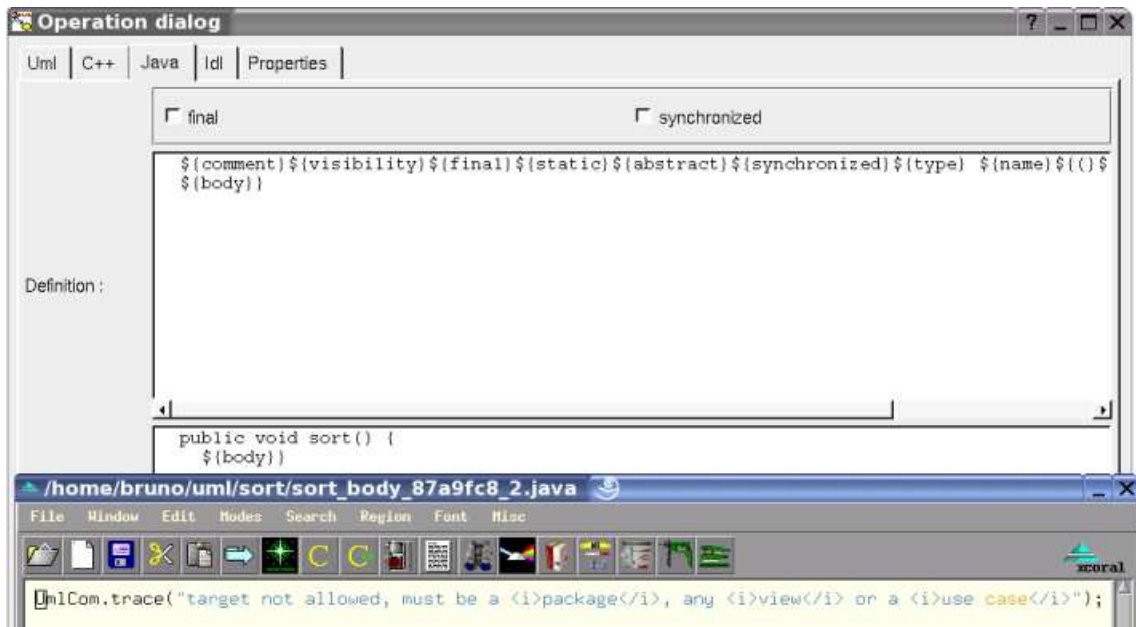 Operation dialog
Uml C++ Java Idl Properties
final synchronized
${comment}${visibility}${final}${static}${abstract}${synchronized}${type} ${name}${(}$
${body}}
Definition :
public void sort() {
${body}}
/home/bruno/uml/sort/sort_body_87a9fc8_2.java
File Window Edit Modes Search Region Font Misc
C C
xcoral
UmlCom.trace("target not allowed, must be a <i>package</i>, any <i>view</i> or a <i>use case</i>");